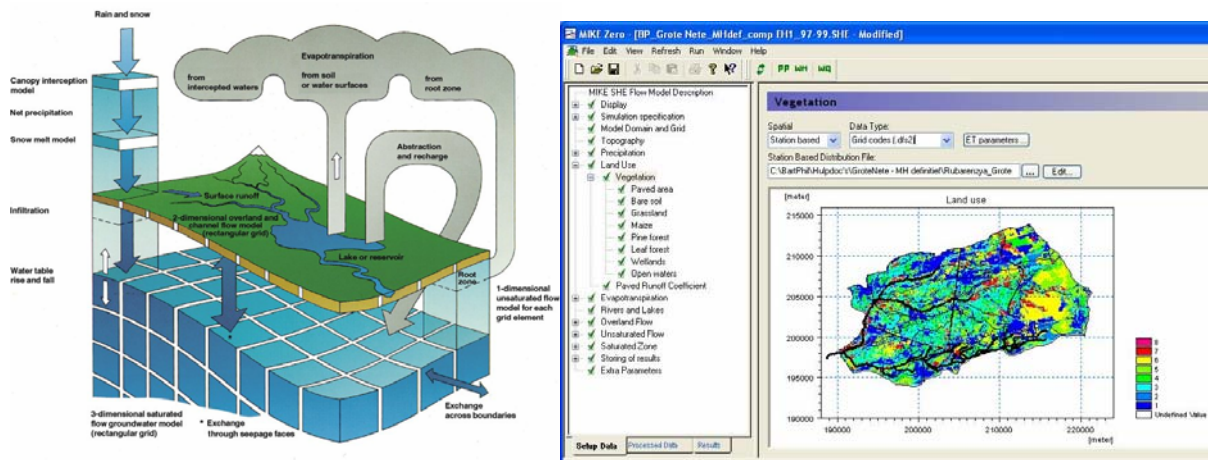 Rain and snow
Canopy interception
model
Net precipitation
Snow melt model
Infiltration
Water table
rise and fall
Evapotranspiration
from
intercepted waters
from soil
or water surfaces
from
root zone
Abstraction
and recharge
Surface runoff
2-dimensional overland and
channel flow model
(rectangular grid)
Lake or reservoir
Root
zone
1-dimensional
unsaturated flow
model for each
grid element
3-dimensional saturated
flow groundwater model
(rectangular grid)
* Exchange
through seepage faces
Exchange
across boundaries
MIKE Zero - [BP_Grote Nete_MHdef_comp EH1_97-99.SHE - Modified]
File Edit View Refresh Run Window Help
PP WM WQ
MIKE SHE Flow Model Description
Display
Simulation specification
Model Domain and Grid
Topography
Precipitation
Land Use
Vegetation
Paved area
Bare soil
Grassland
Maize
Pine forest
Leaf forest
Wetlands
Open waters
Paved Runoff Coefficient
Evapotranspiration
Rivers and Lakes
Overland Flow
Unsaturated Flow
Saturated Zone
Storing of results
Extra Parameters
Setup Data Processed Data Results
Vegetation
Spatial Data Type:
Station based Grid codes (.dfs2) ET parameters ...
Station Based Distribution File:
C:\BartPhil\Hulpdoc's\GroteNete - MH definitief\Rubarenzya_Grote ... Edit...
[meter] Land use
215000
210000
205000
200000
195000
190000
190000 200000 210000 220000
[meter]
8
7
6
5
4
3
2
1
Undefined Value